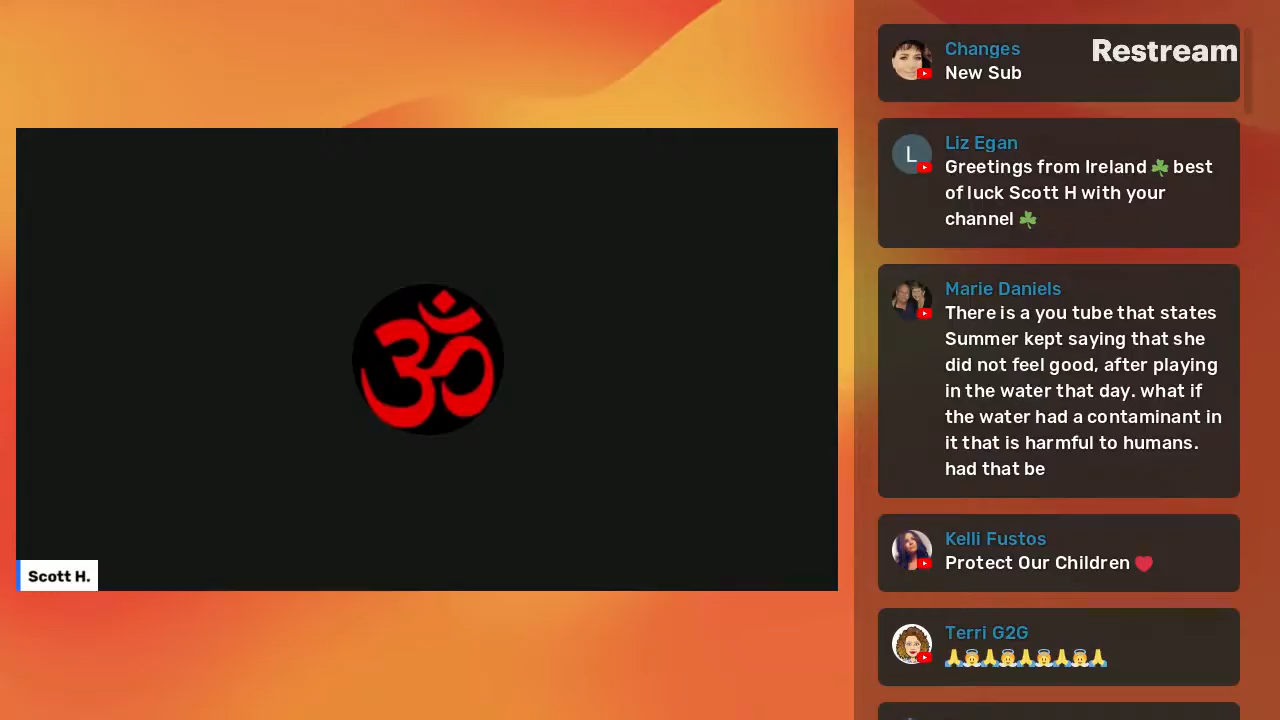 Restream
Changes
New Sub
Liz Egan
L
Greetings from Ireland ☘️ best
of luck Scott H with your
channel ☘️
Marie Daniels
There is a you tube that states
Summer kept saying that she
did not feel good, after playing
in the water that day. what if
the water had a contaminant in
it that is harmful to humans.
had that be
Kelli Fustos
Protect Our Children ❤️
Terri G2G
🙏👼🙏👼🙏👼🙏👼🙏
ॐ
Scott H.